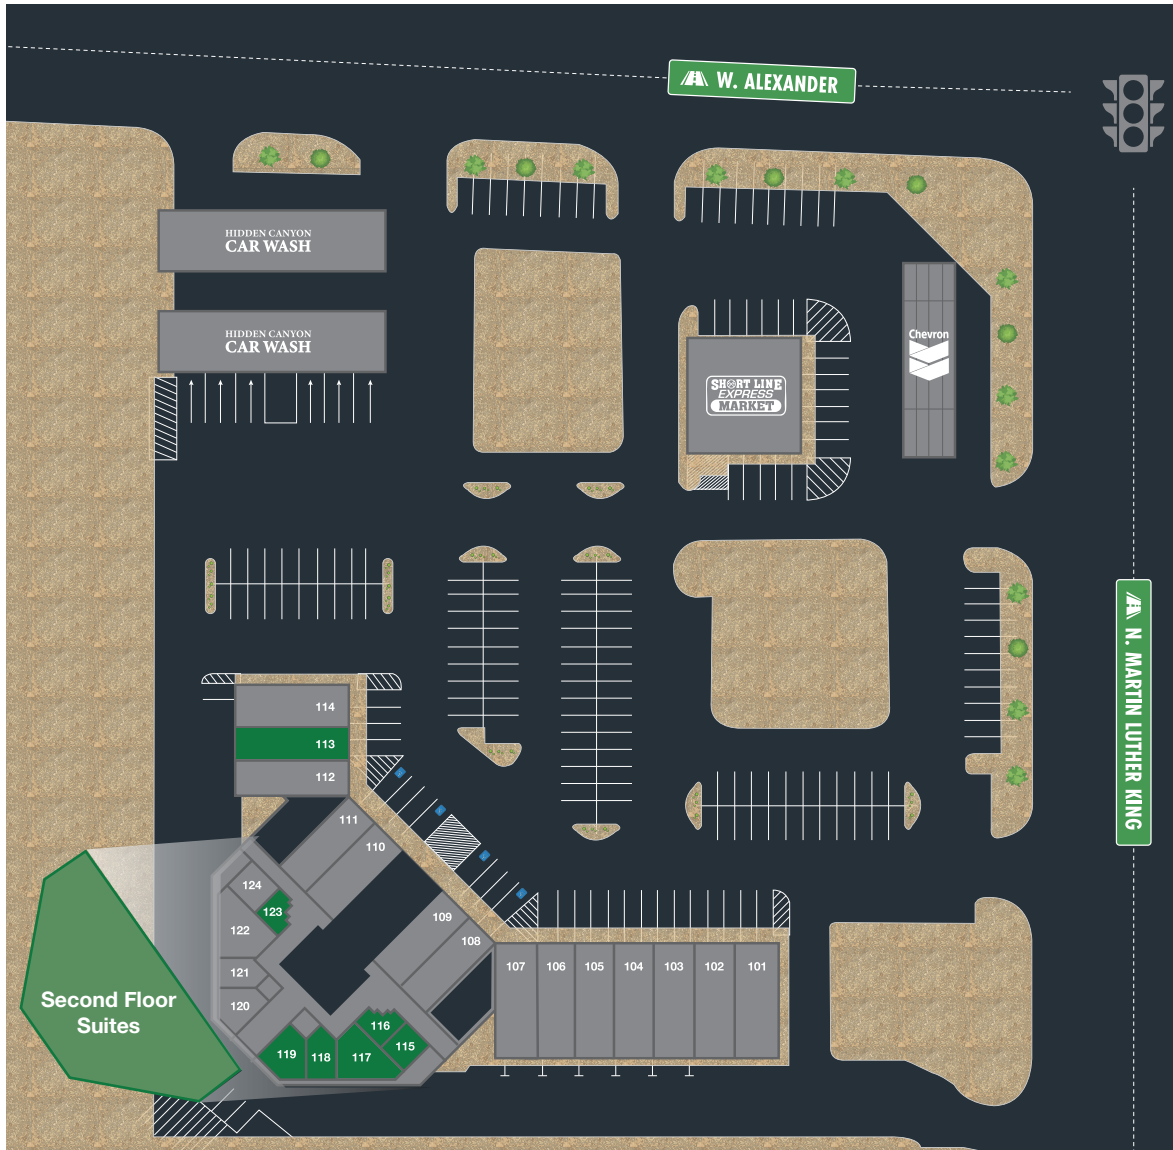 W. ALEXANDER
HIDDEN CANYON
CAR WASH
HIDDEN CANYON
CAR WASH
Chevron
SHORT LINE
EXPRESS
MARKET
N. MARTIN LUTHER KING
114
113
112
111
110
109
108
107
106
105
104
103
102
101
124
123
122
121
120
119
118
117
116
115
Second Floor
Suites